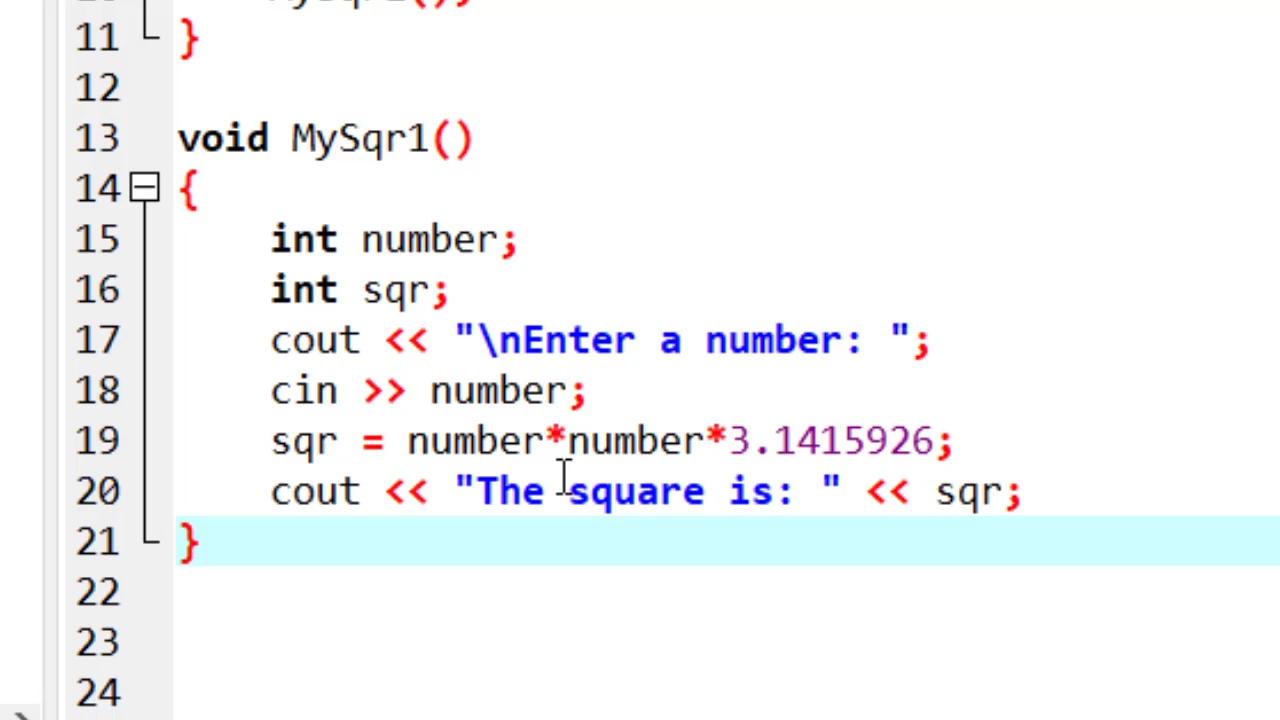 11 }
12
13 void MySqr1()
14 {
15 int number;
16 int sqr;
17 cout << "\nEnter a number: ";
18 cin >> number;
19 sqr = number*number*3.1415926;
20 cout << "The square is: " << sqr;
21 }
22
23
24